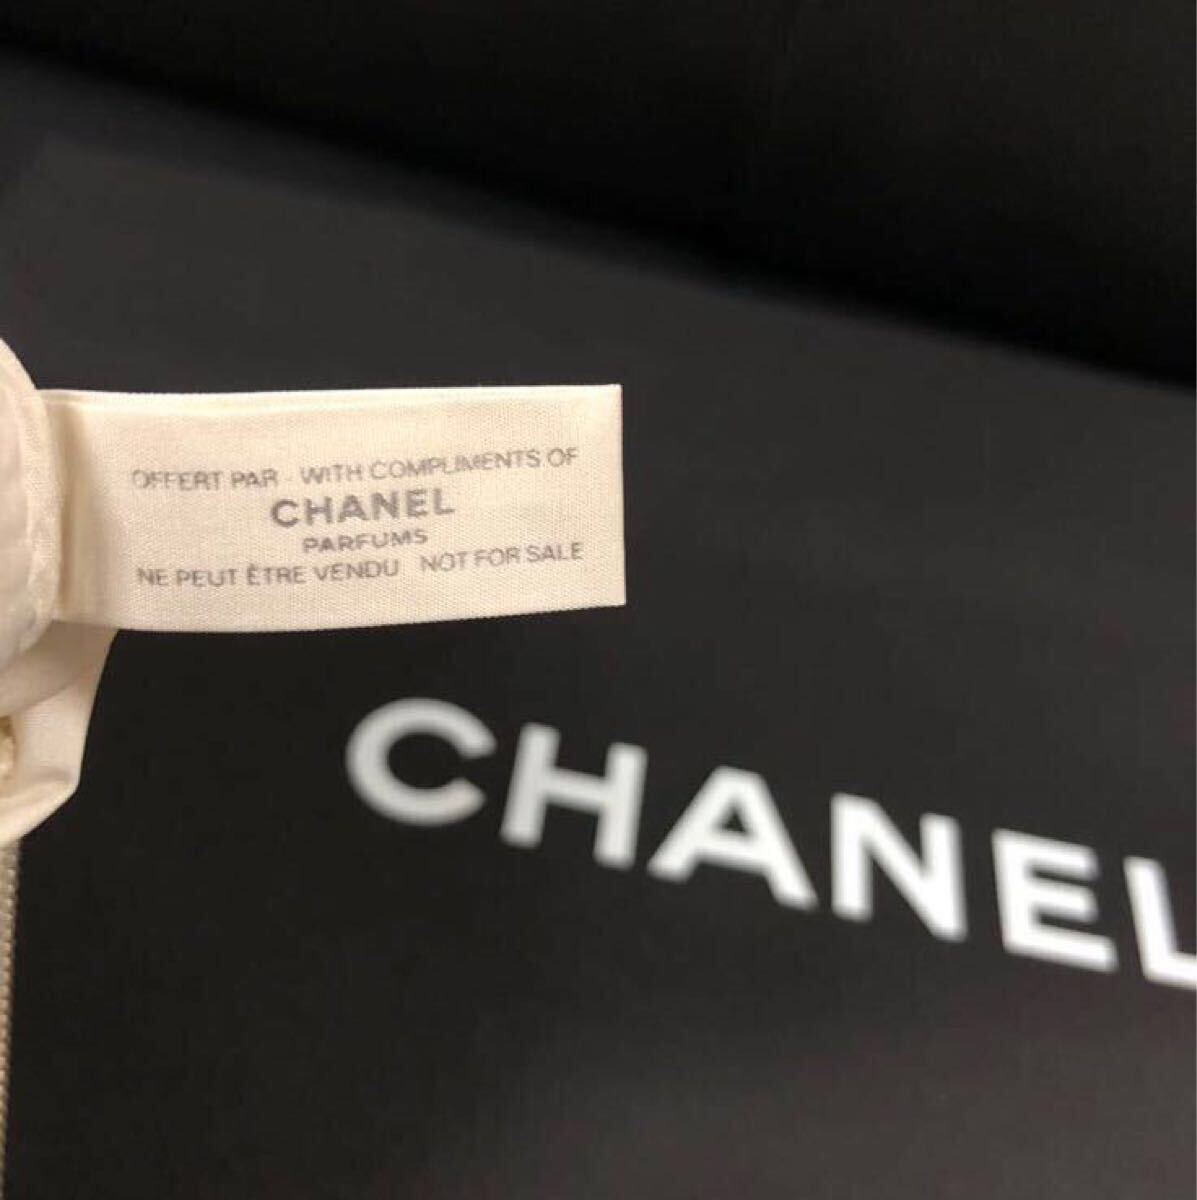 OFFERT PAR - WITH COMPLIMENTS OF
CHANEL
PARFUMS
NE PEUT ÊTRE VENDU NOT FOR SALE
CHANEL